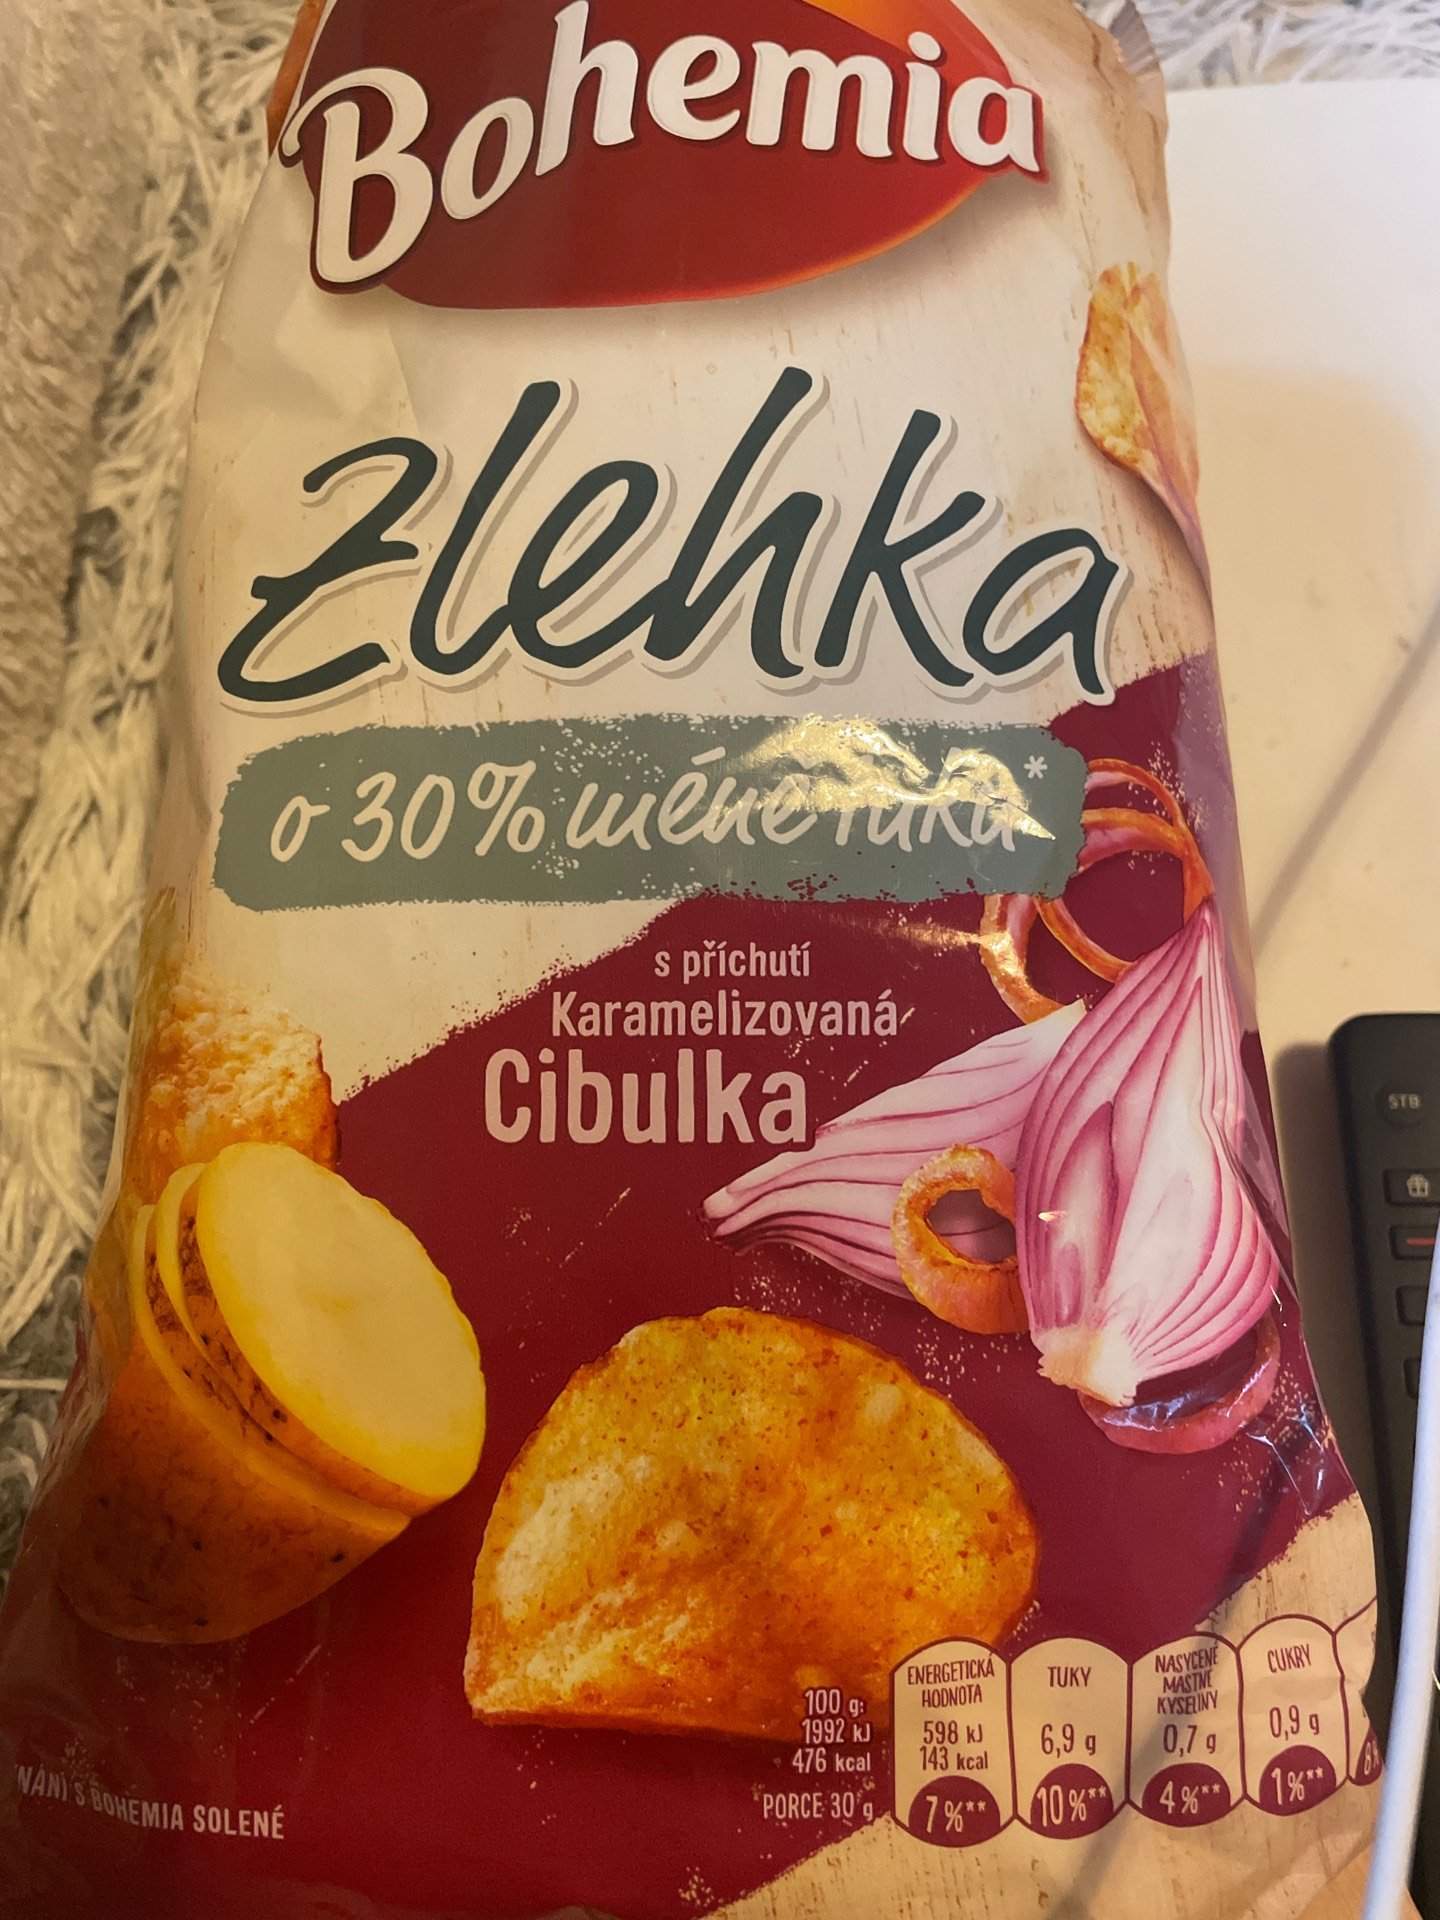 Bohemia
Zlehka
o 30% méně tuku*
s příchutí
Karamelizovaná
Cibulka
STB
100 g:
1992 kJ
476 kcal
PORCE 30 g
ENERGETICKÁ
HODNOTA
598 kJ
143 kcal
7%**
TUKY
6,9 g
10%**
NASYCENÉ
MASTNÉ
KYSELINY
0,7 g
4%**
CUKRY
0,9 g
1%**
S BOHEMIA SOLENÉ